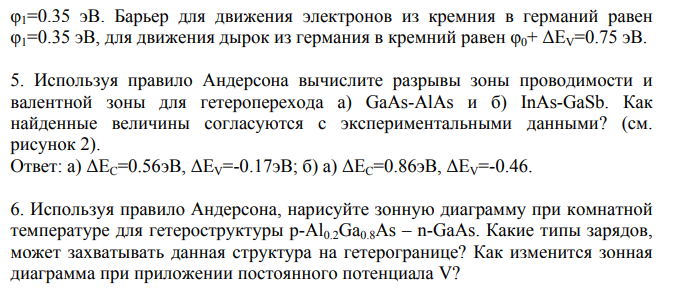 φ₁=0.35 эВ. Барьер для движения электронов из кремния в германий равен
φ₁=0.35 эВ, для движения дырок из германия в кремний равен φ₀+ ΔE_V=0.75 эВ.
5. Используя правило Андерсона вычислите разрывы зоны проводимости и
валентной зоны для гетероперехода а) GaAs-AlAs и б) InAs-GaSb. Как
найденные величины согласуются с экспериментальными данными? (см.
рисунок 2).
Ответ: а) ΔE_C=0.56эВ, ΔE_V=-0.17эВ; б) а) ΔE_C=0.86эВ, ΔE_V=-0.46.
6. Используя правило Андерсона, нарисуйте зонную диаграмму при комнатной
температуре для гетероструктуры p-Al₀.₂Ga₀.₈As – n-GaAs. Какие типы зарядов,
может захватывать данная структура на гетерогранице? Как изменится зонная
диаграмма при приложении постоянного потенциала V?